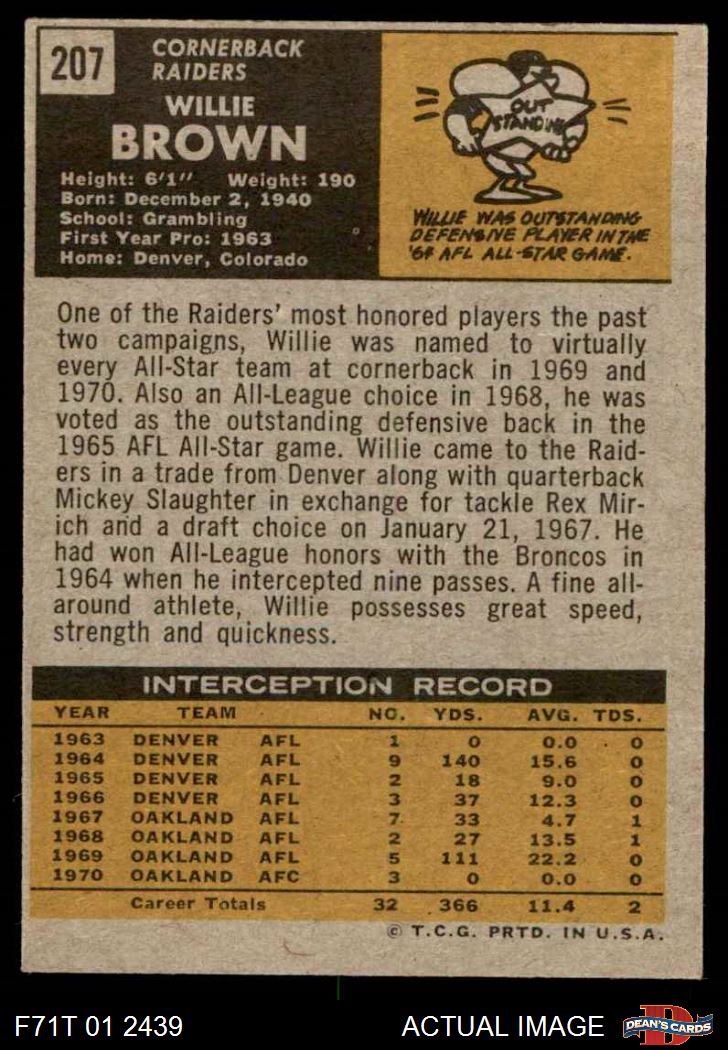 207
CORNERBACK
RAIDERS
WILLIE
BROWN
Height: 6'1" Weight: 190
Born: December 2, 1940
School: Grambling
First Year Pro: 1963
Home: Denver, Colorado
OUT
STANDING
WILLIE WAS OUTSTANDING
DEFENSIVE PLAYER IN THE
'64 AFL ALL-STAR GAME.
One of the Raiders' most honored players the past
two campaigns, Willie was named to virtually
every All-Star team at cornerback in 1969 and
1970. Also an All-League choice in 1968, he was
voted as the outstanding defensive back in the
1965 AFL All-Star game. Willie came to the Raid-
ers in a trade from Denver along with quarterback
Mickey Slaughter in exchange for tackle Rex Mir-
ich and a draft choice on January 21, 1967. He
had won All-League honors with the Broncos in
1964 when he intercepted nine passes. A fine all-
around athlete, Willie possesses great speed,
strength and quickness.
INTERCEPTION RECORD
YEAR TEAM NO. YDS. AVG. TDS.
1963 DENVER AFL 1 0 0.0 0
1964 DENVER AFL 9 140 15.6 0
1965 DENVER AFL 2 18 9.0 0
1966 DENVER AFL 3 37 12.3 0
1967 OAKLAND AFL 7 33 4.7 1
1968 OAKLAND AFL 2 27 13.5 1
1969 OAKLAND AFL 5 111 22.2 0
1970 OAKLAND AFC 3 0 0.0 0
Career Totals 32 366 11.4 2
© T.C.G. PRTD. IN U.S.A.
F71T 01 2439 ACTUAL IMAGE D DEAN'S CARDS